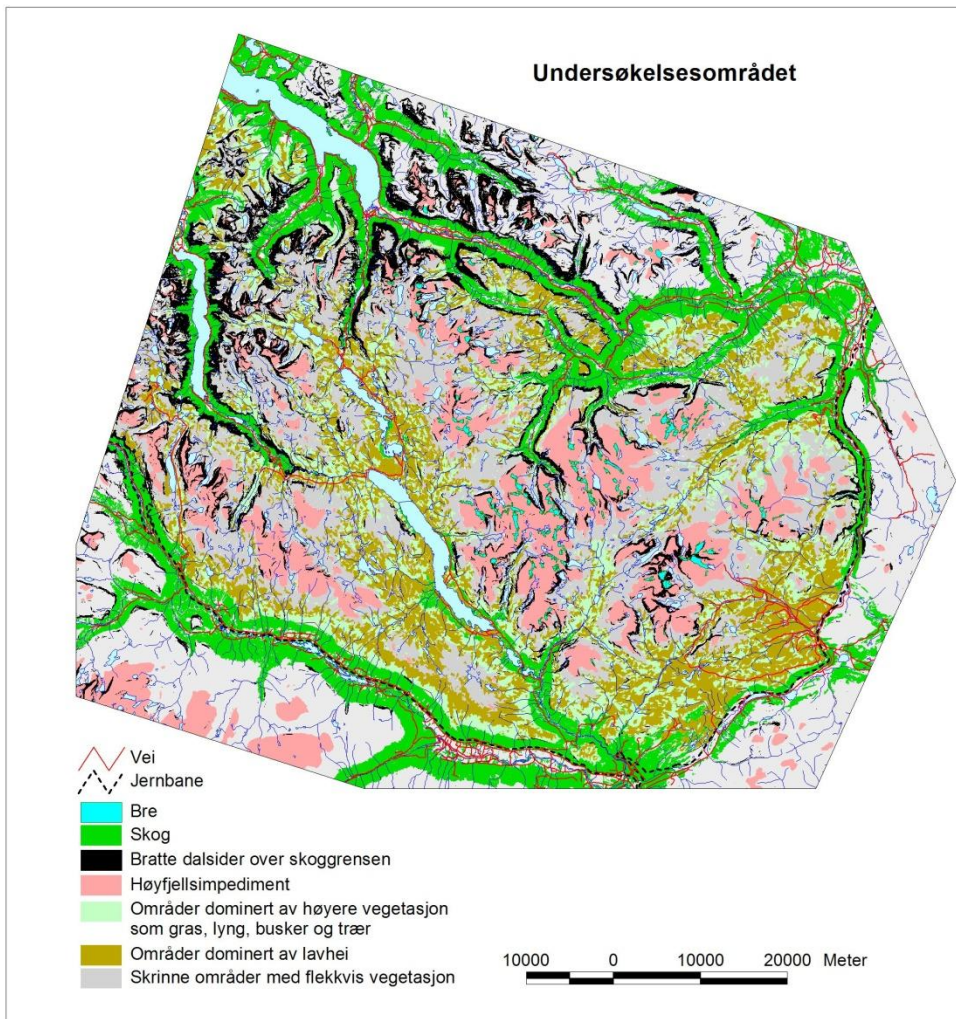 Undersøkelsesområdet
Vei
Jernbane
Bre
Skog
Bratte dalsider over skoggrensen
Høyfjellsimpediment
Områder dominert av høyere vegetasjon
som gras, lyng, busker og trær
Områder dominert av lavhei
Skrinne områder med flekkvis vegetasjon
10000 0 10000 20000 Meter